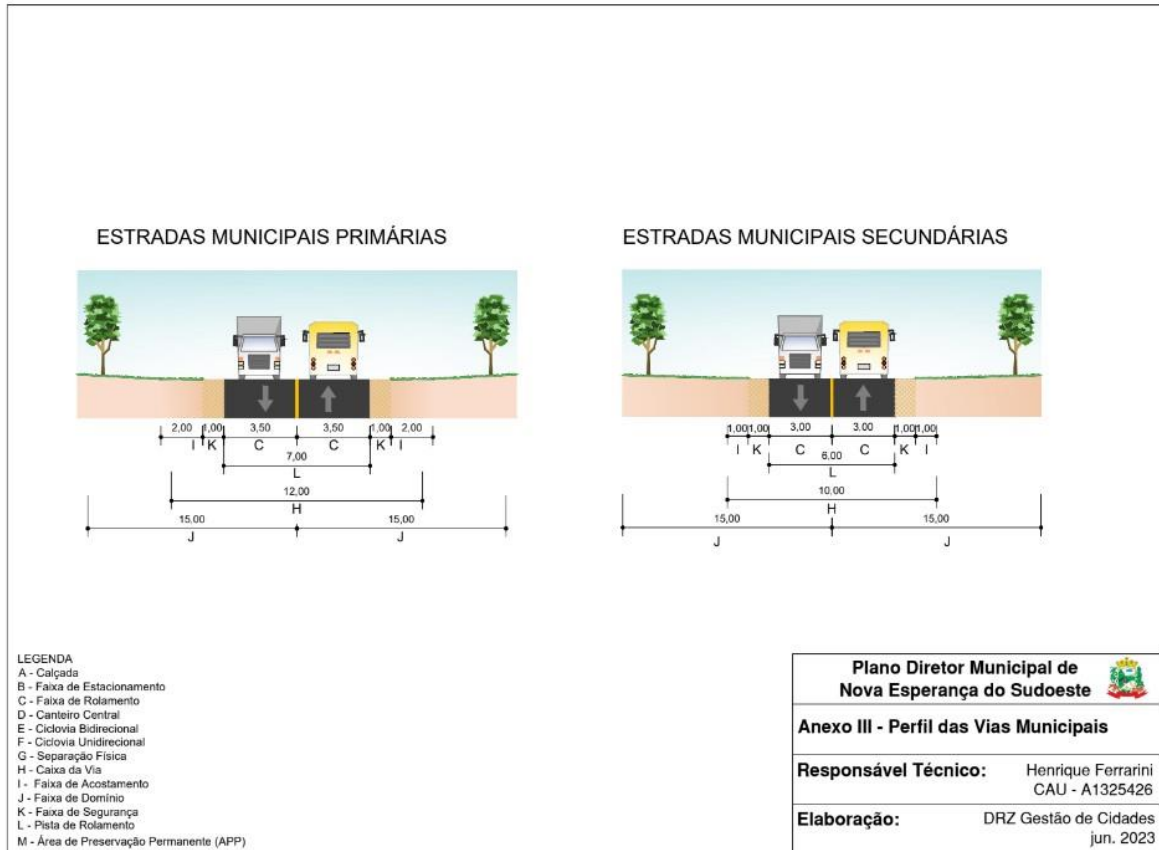 ESTRADAS MUNICIPAIS PRIMÁRIAS
2,00 1,00 3,50 3,50 1,00 2,00
I K C C K I
7,00
L
12,00
H
15,00 15,00
J J
ESTRADAS MUNICIPAIS SECUNDÁRIAS
1,00 1,00 3,00 3,00 1,00 1,00
I K C C K I
6,00
L
10,00
H
15,00 15,00
J J
LEGENDA
A - Calçada
B - Faixa de Estacionamento
C - Faixa de Rolamento
D - Canteiro Central
E - Ciclovia Bidirecional
F - Ciclovia Unidirecional
G - Separação Física
H - Caixa da Via
I - Faixa de Acostamento
J - Faixa de Domínio
K - Faixa de Segurança
L - Pista de Rolamento
M - Área de Preservação Permanente (APP)
Plano Diretor Municipal de
Nova Esperança do Sudoeste
Anexo III - Perfil das Vias Municipais
Responsável Técnico: Henrique Ferrarini
CAU - A1325426
Elaboração: DRZ Gestão de Cidades
jun. 2023